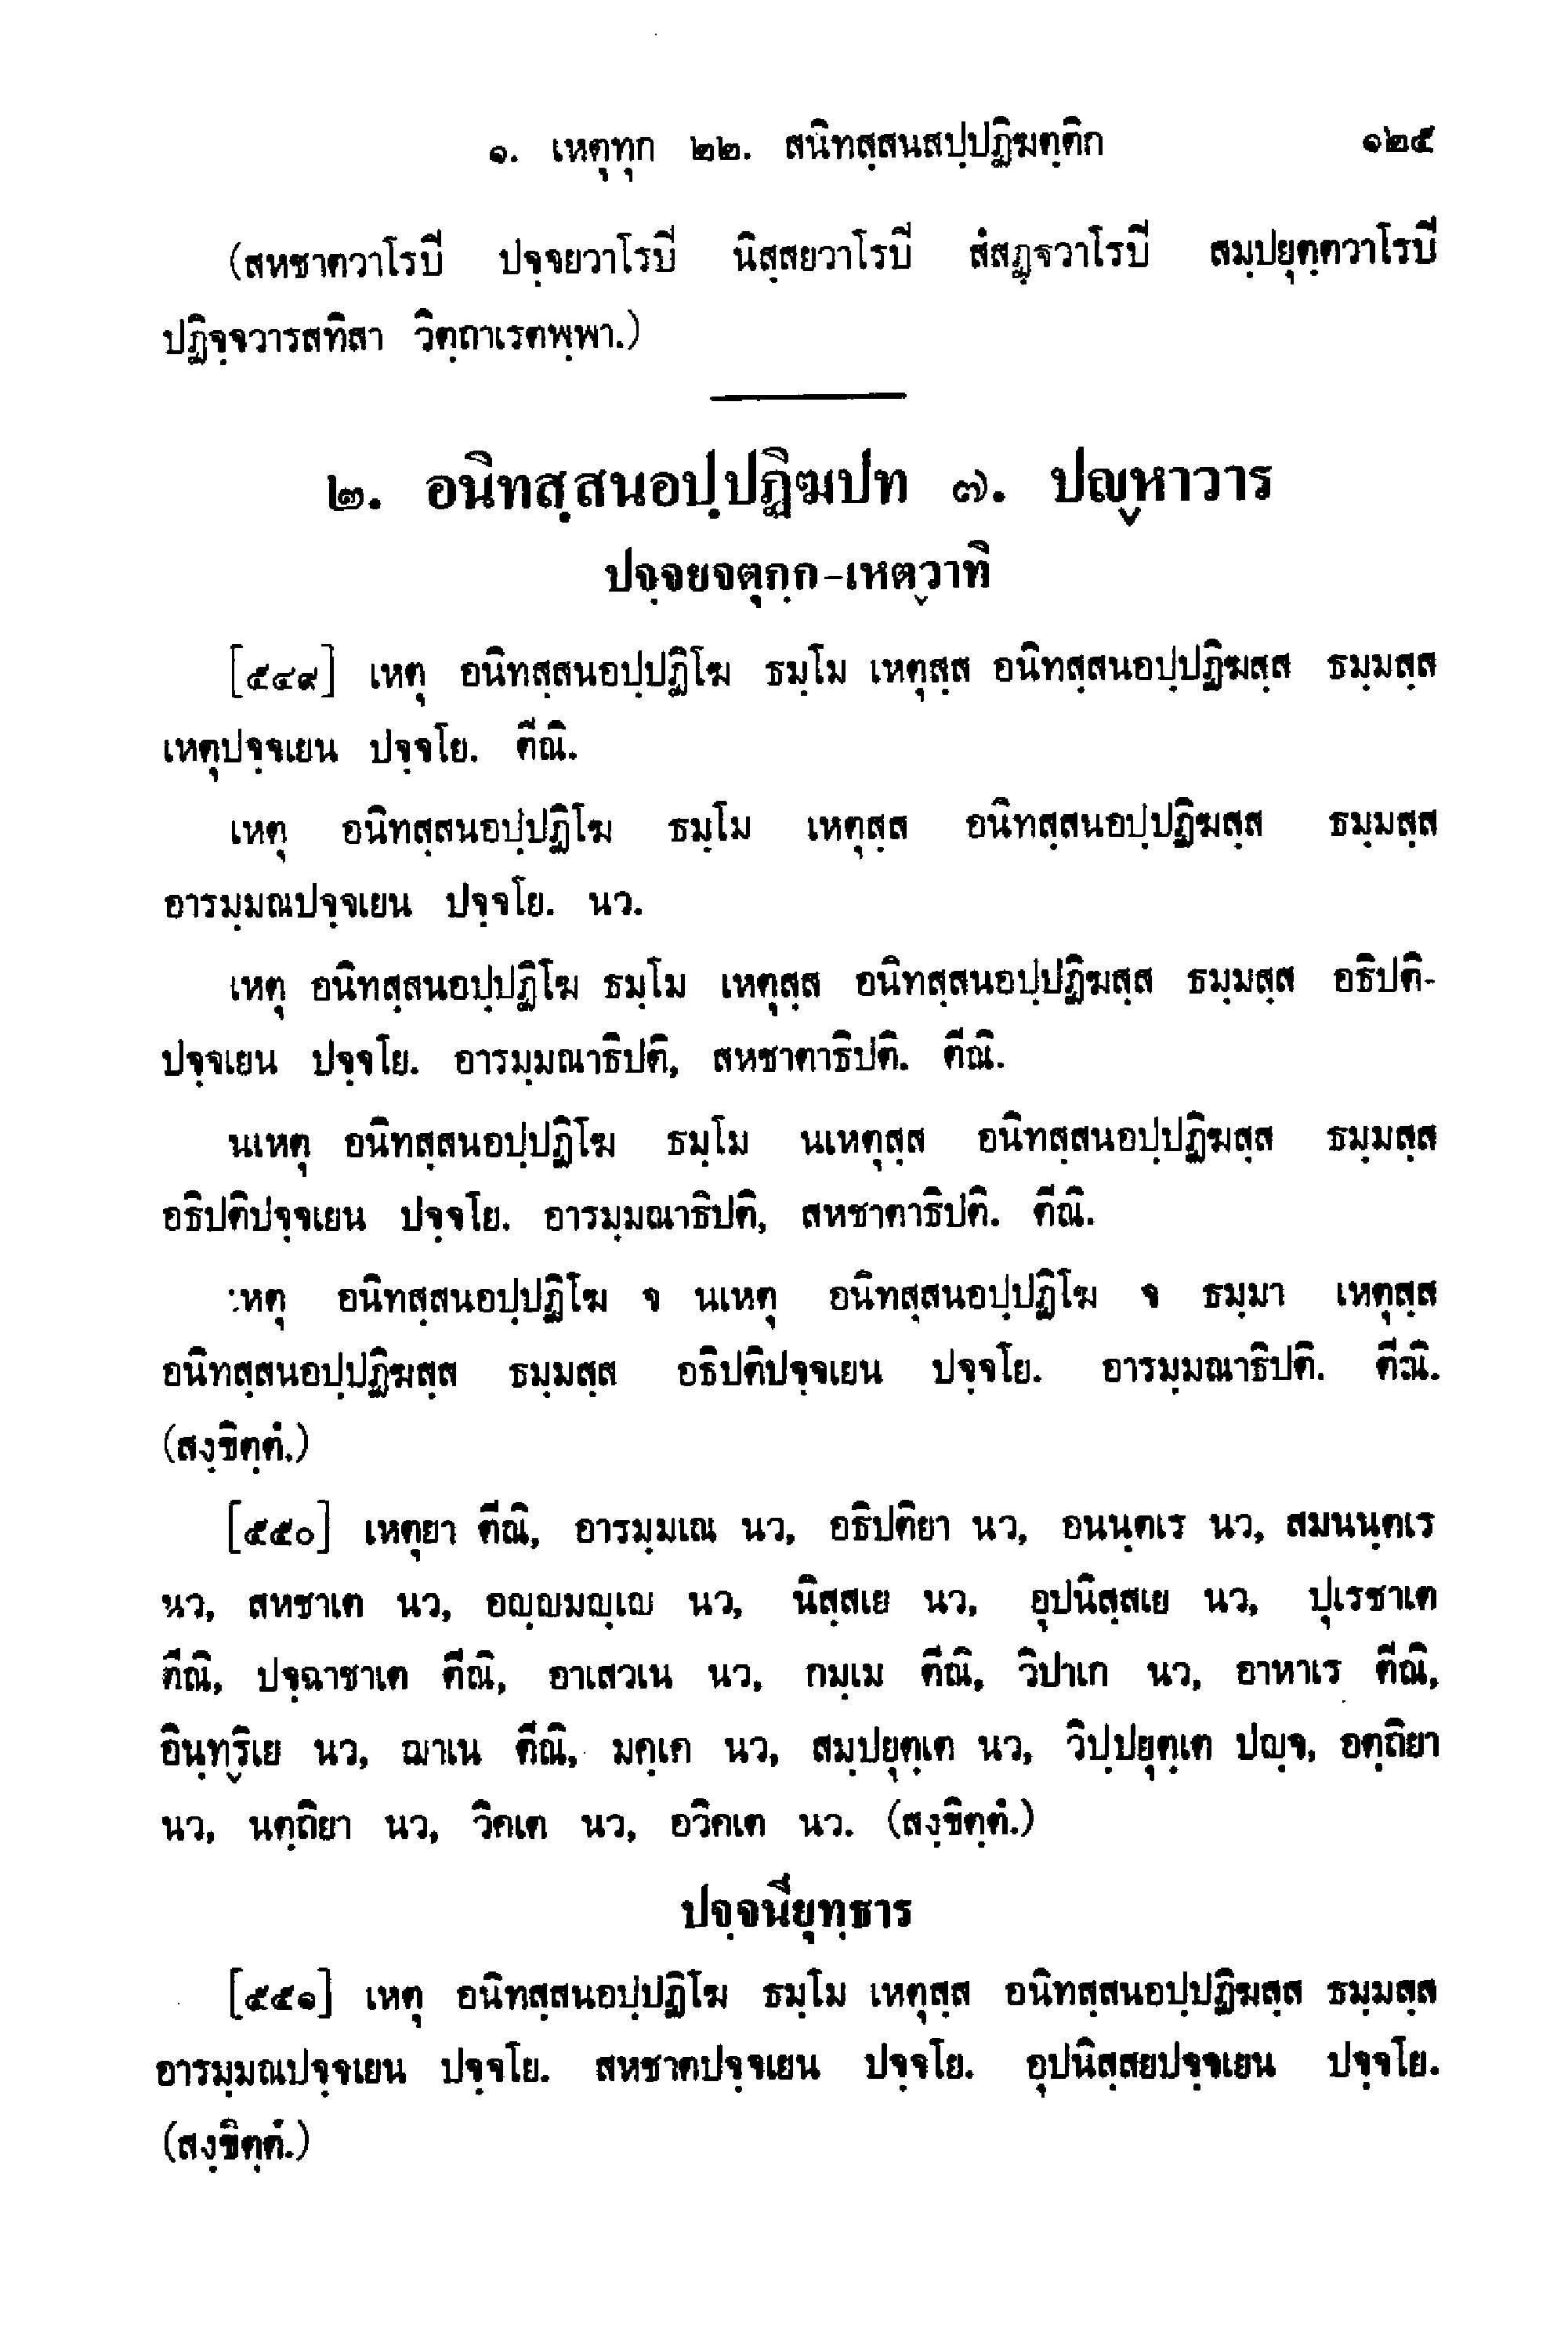 ๑. เหตุทุก ๒๒. สนิทสฺสนสปฺปฏิฆตฺติก ๑๒๕
(สหชาตวาโรปิ ปจฺจยวาโรปิ นิสฺสยวาโรปิ สํสฏฺฐวาโรปิ สมฺปยุตฺตวาโรปิ
ปฏิจฺจวารสทิสา วิตฺถาเรตพฺพา.)
๒. อนิทสฺสนอปฺปฏิฆปท ๗. ปญฺหาวาร
ปจฺจยจตุกฺก-เหตฺวาทิ
[๕๔๙] เหตุ อนิทสฺสนอปฺปฏิโฆ ธมฺโม เหตุสฺส อนิทสฺสนอปฺปฏิฆสฺส ธมฺมสฺส
เหตุปจฺจเยน ปจฺจโย. ตีณิ.
เหตุ อนิทสฺสนอปฺปฏิโฆ ธมฺโม เหตุสฺส อนิทสฺสนอปฺปฏิฆสฺส ธมฺมสฺส
อารมฺมณปจฺจเยน ปจฺจโย. นว.
เหตุ อนิทสฺสนอปฺปฏิโฆ ธมฺโม เหตุสฺส อนิทสฺสนอปฺปฏิฆสฺส ธมฺมสฺส อธิปติ-
ปจฺจเยน ปจฺจโย. อารมฺมณาธิปติ, สหชาตาธิปติ. ตีณิ.
นเหตุ อนิทสฺสนอปฺปฏิโฆ ธมฺโม นเหตุสฺส อนิทสฺสนอปฺปฏิฆสฺส ธมฺมสฺส
อธิปติปจฺจเยน ปจฺจโย. อารมฺมณาธิปติ, สหชาตาธิปติ. ตีณิ.
เหตุ อนิทสฺสนอปฺปฏิโฆ จ นเหตุ อนิทสฺสนอปฺปฏิโฆ จ ธมฺมา เหตุสฺส
อนิทสฺสนอปฺปฏิฆสฺส ธมฺมสฺส อธิปติปจฺจเยน ปจฺจโย. อารมฺมณาธิปติ. ตีณิ.
(สงฺขิตฺตํ.)
[๕๕๐] เหตุยา ตีณิ, อารมฺมเณ นว, อธิปติยา นว, อนนฺตเร นว, สมนนฺตเร
นว, สหชาเต นว, อญฺญมญฺเญ นว, นิสฺสเย นว, อุปนิสฺสเย นว, ปุเรชาเต
ตีณิ, ปจฺฉาชาเต ตีณิ, อาเสวเน นว, กมฺเม ตีณิ, วิปาเก นว, อาหาเร ตีณิ,
อินฺทฺริเย นว, ฌาเน ตีณิ, มคฺเค นว, สมฺปยุตฺเต นว, วิปฺปยุตฺเต ปญฺจ, อตฺถิยา
นว, นตฺถิยา นว, วิคเต นว, อวิคเต นว. (สงฺขิตฺตํ.)
ปจฺจนียุทฺธาร
[๕๕๑] เหตุ อนิทสฺสนอปฺปฏิโฆ ธมฺโม เหตุสฺส อนิทสฺสนอปฺปฏิฆสฺส ธมฺมสฺส
อารมฺมณปจฺจเยน ปจฺจโย. สหชาตปจฺจเยน ปจฺจโย. อุปนิสฺสยปจฺจเยน ปจฺจโย.
(สงฺขิตฺตํ.)